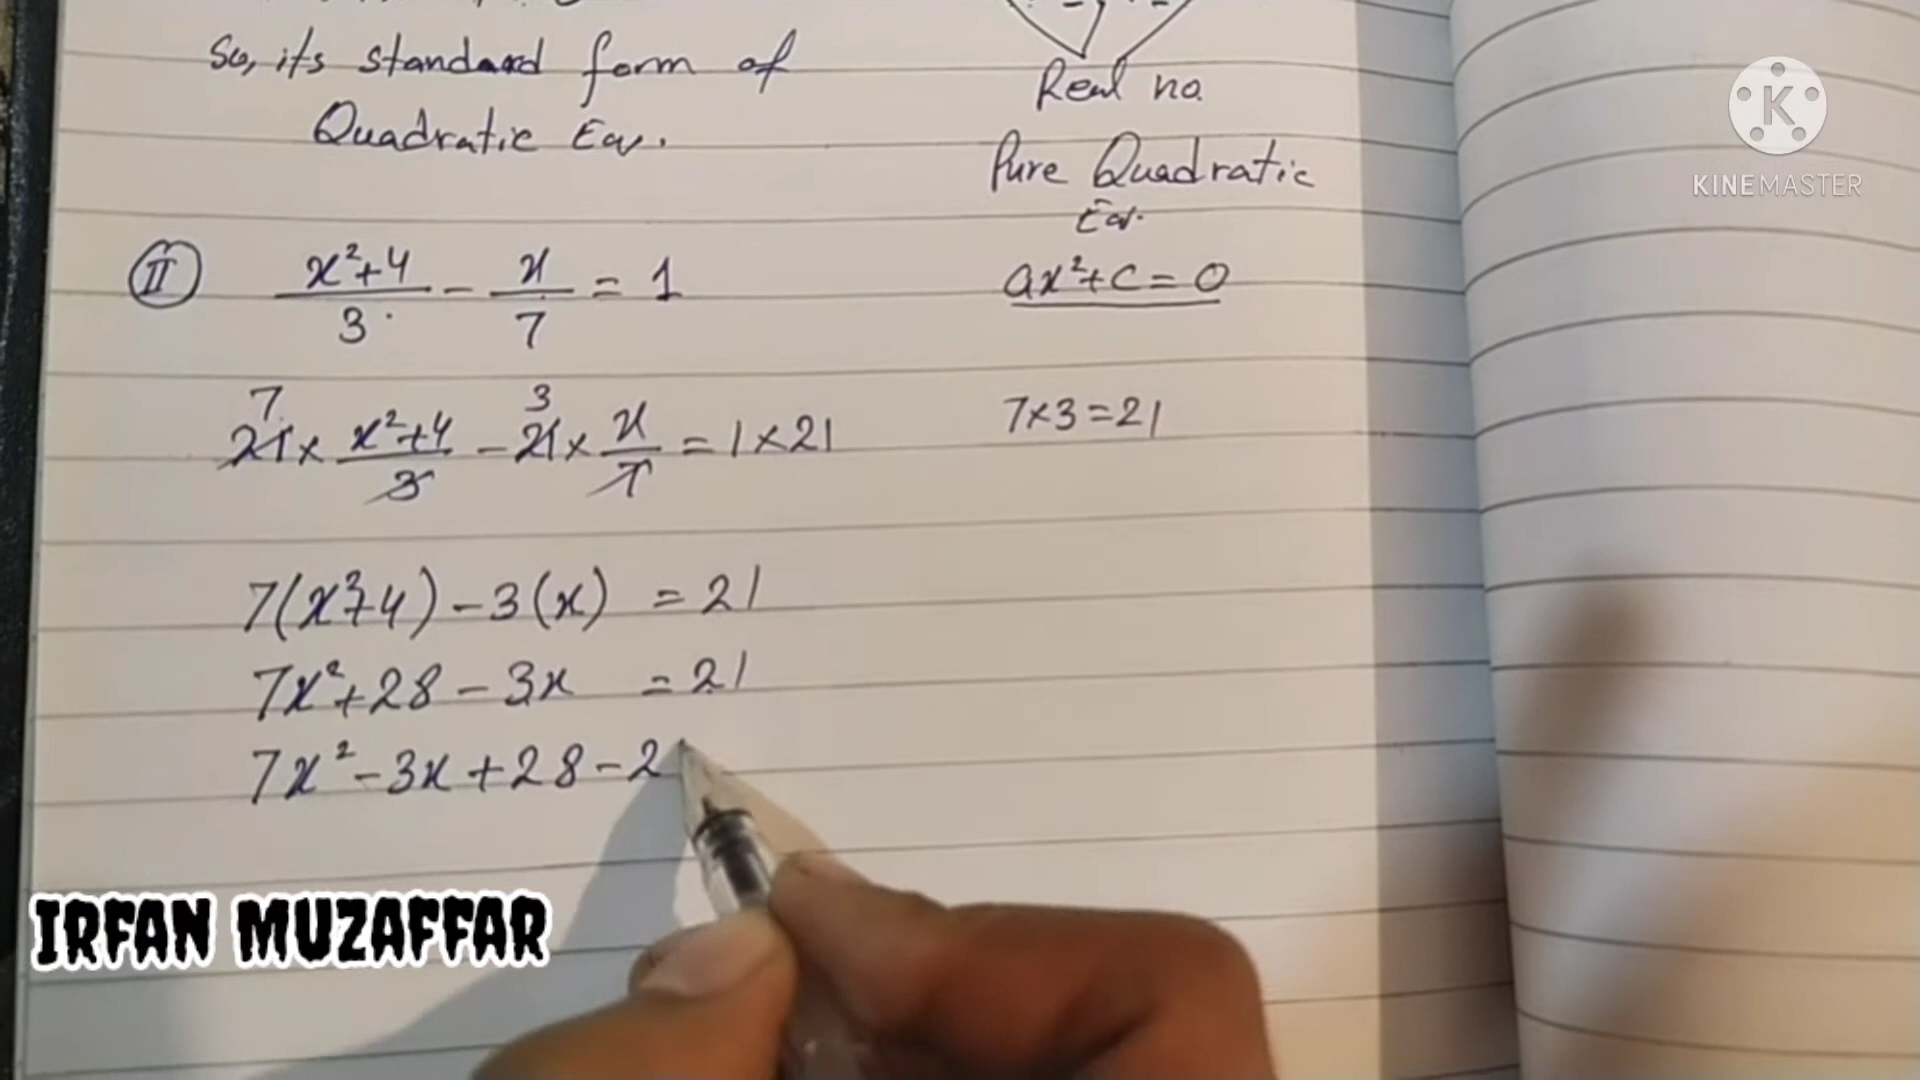 So, its standard form of
Quadratic Eq.
Real no.
Pure Quadratic
Eq.
ax²+c=0
II (x²+4)/3 - x/7 = 1
7 3
21 × (x²+4)/3 - 21 × x/7 = 1×21
7×3=21
7(x²+4) - 3(x) = 21
7x²+28 - 3x = 21
7x² - 3x + 28 - 2
K
KINEMASTER
IRFAN MUZAFFAR